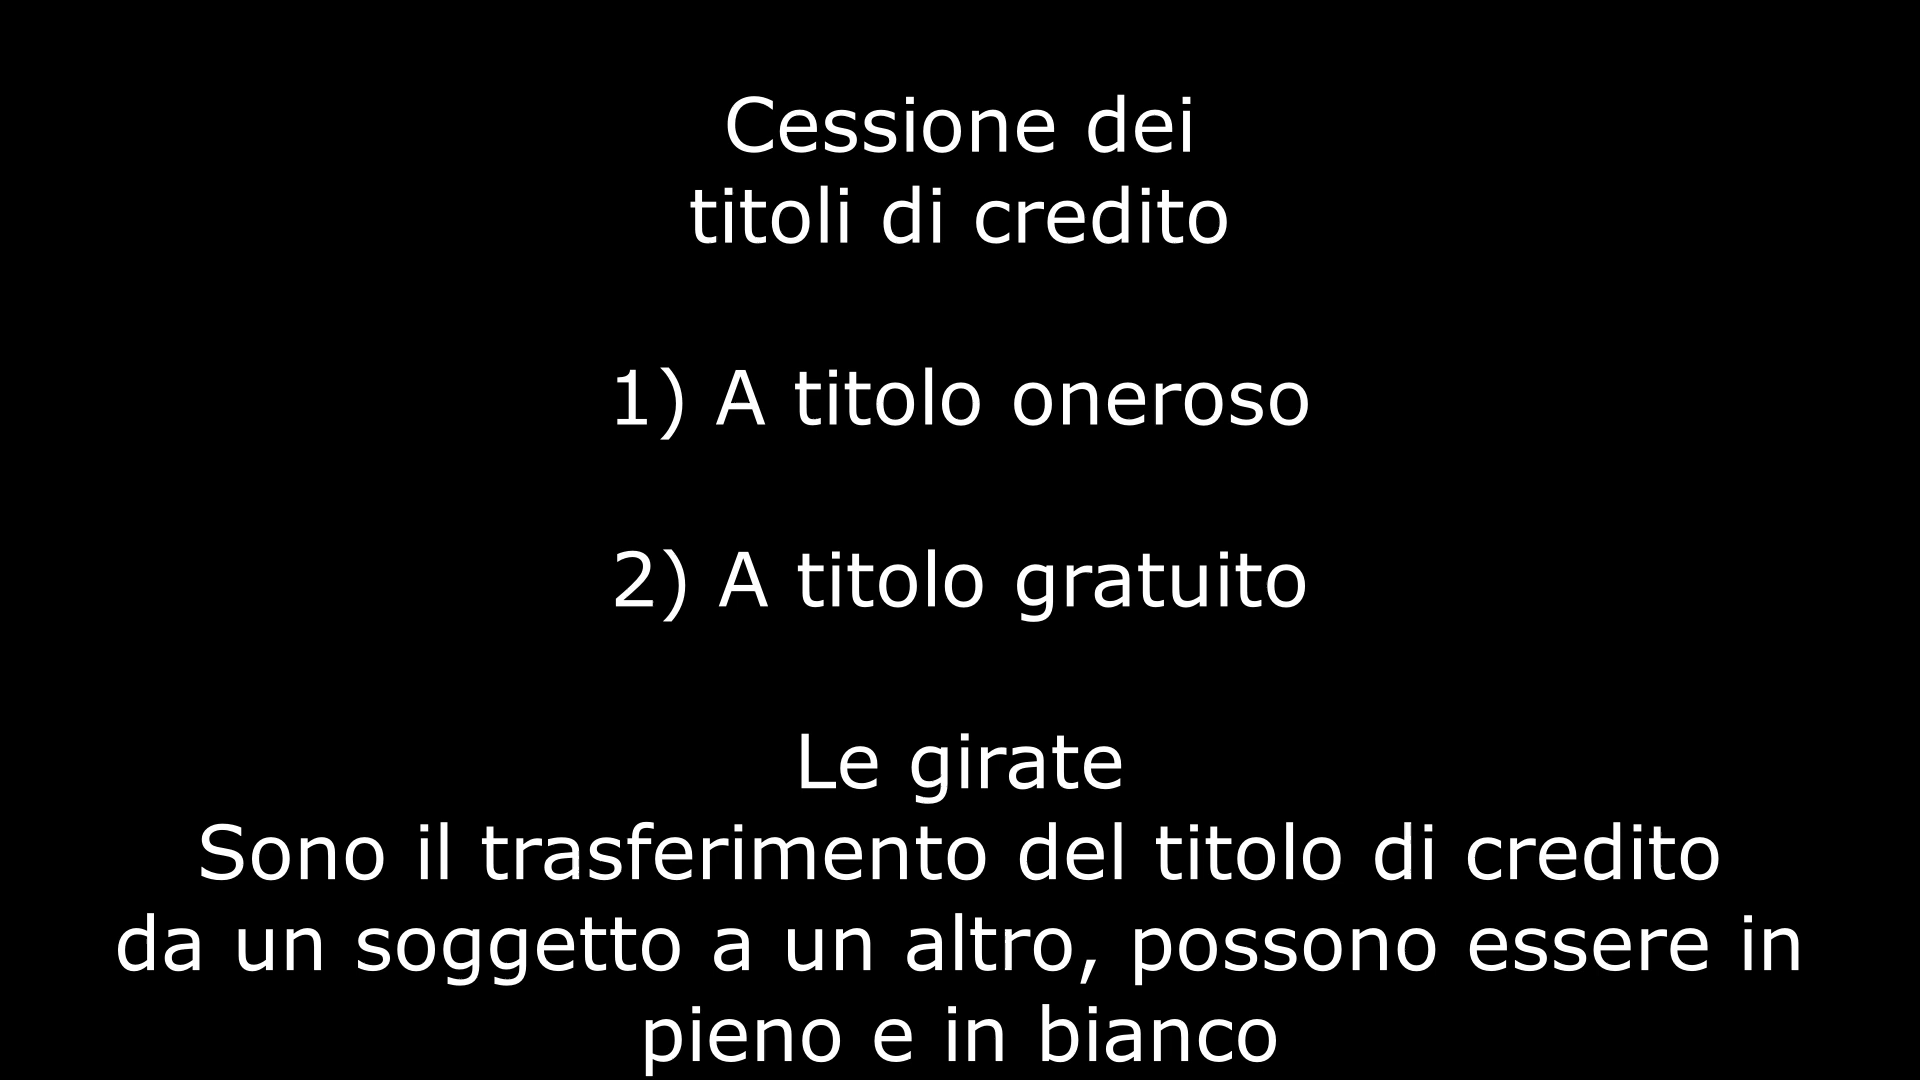 Cessione dei
titoli di credito
1) A titolo oneroso
2) A titolo gratuito
Le girate
Sono il trasferimento del titolo di credito
da un soggetto a un altro, possono essere in
pieno e in bianco